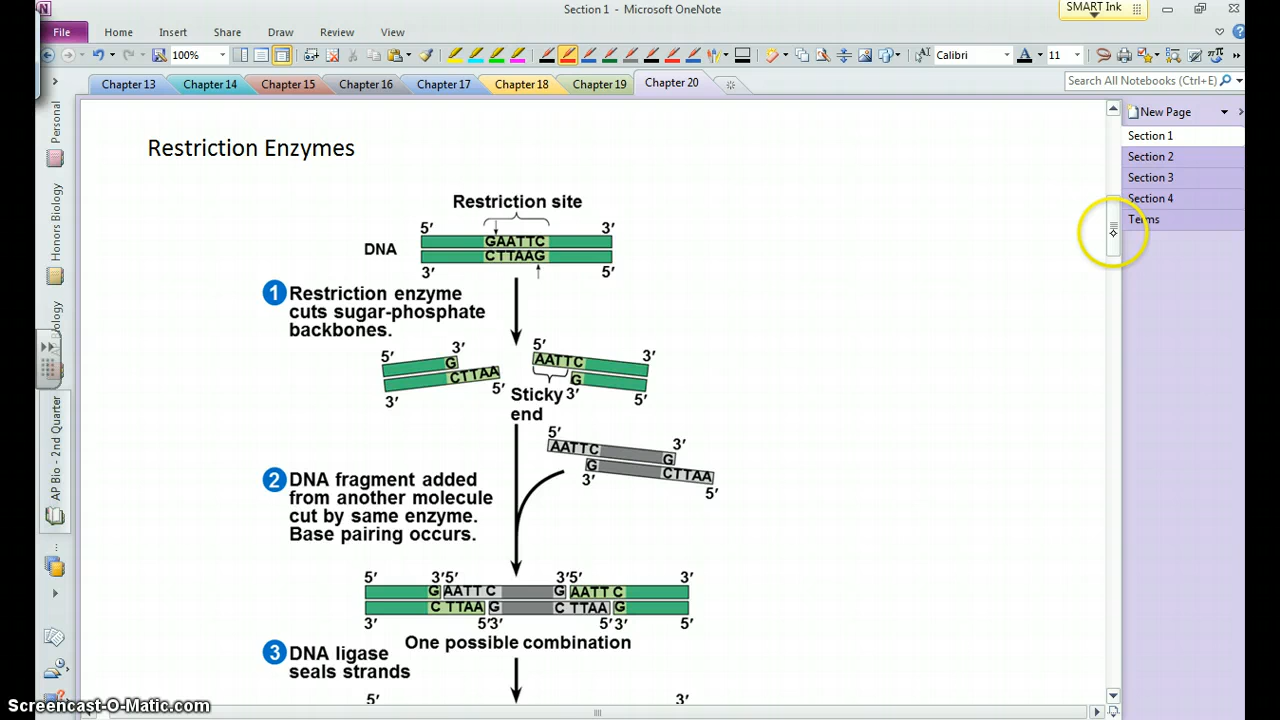 Section 1 - Microsoft OneNote
SMART Ink
File Home Insert Share Draw Review View
100%
Calibri
11
Chapter 13 Chapter 14 Chapter 15 Chapter 16 Chapter 17 Chapter 18 Chapter 19 Chapter 20
Search All Notebooks (Ctrl+E)
New Page
Section 1
Section 2
Section 3
Section 4
Terms
Personal
Honors Biology
AP Bio - 2nd Quarter
Restriction Enzymes
Restriction site
5′ 3′
DNA
GAATTC
CTTAAG
3′ 5′
1 Restriction enzyme
cuts sugar-phosphate
backbones.
5′ 3′ 5′ 3′
G AATTC
CTTAA G
3′ 5′ 3′ 5′
Sticky
end
5′ 3′
AATTC G
G CTTAA
3′ 5′
2 DNA fragment added
from another molecule
cut by same enzyme.
Base pairing occurs.
5′ 3′5′ 3′5′ 3′
G AATT C G AATT C
C TTAA G C TTAA G
3′ 5′3′ 5′3′ 5′
One possible combination
3 DNA ligase
seals strands
5′ 3′
Screencast-O-Matic.com